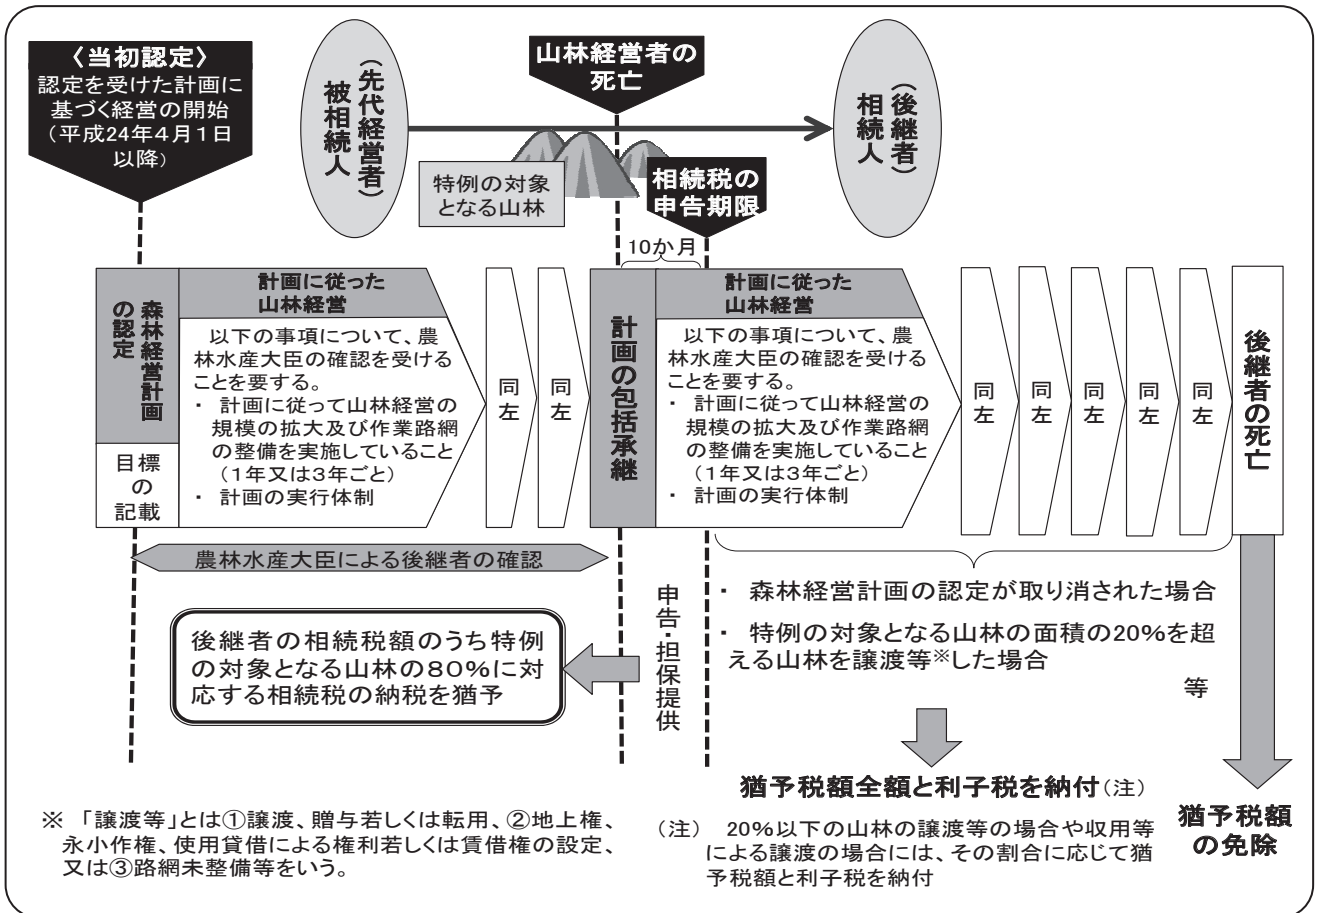 〈当初認定〉
認定を受けた計画に
基づく経営の開始
（平成24年４月１日
以降）
（先代経営者）
被相続人
山林経営者の
死亡
（後継者）
相続人
特例の対象
となる山林
相続税の
申告期限
10か月
森林経営計画
の認定
目標
の
記載
計画に従った
山林経営
以下の事項について、農
林水産大臣の確認を受けるこ
とを要する。
・ 計画に従って山林経営の
規模の拡大及び作業路網
の整備を実施していること
（１年又は３年ごと）
・ 計画の実行体制
同左
同左
計画の包括承継
計画に従った
山林経営
以下の事項について、農
林水産大臣の確認を受ける
ことを要する。
・ 計画に従って山林経営の
規模の拡大及び作業路網
の整備を実施していること
（１年又は３年ごと）
・ 計画の実行体制
同左
同左
同左
同左
同左
後継者の死亡
農林水産大臣による後継者の確認
後継者の相続税額のうち特例
の対象となる山林の８０％に対
応する相続税の納税を猶予
申告・担保提供
・ 森林経営計画の認定が取り消された場合
・ 特例の対象となる山林の面積の20％を超
える山林を譲渡等※した場合
等
猶予税額全額と利子税を納付（注）
（注） 20％以下の山林の譲渡等の場合や収用等
による譲渡の場合には、その割合に応じて猶
予税額と利子税を納付
猶予税額
の免除
※ 「譲渡等」とは①譲渡、贈与若しくは転用、②地上権、
永小作権、使用貸借による権利若しくは賃借権の設定、
又は③路網未整備等をいう。